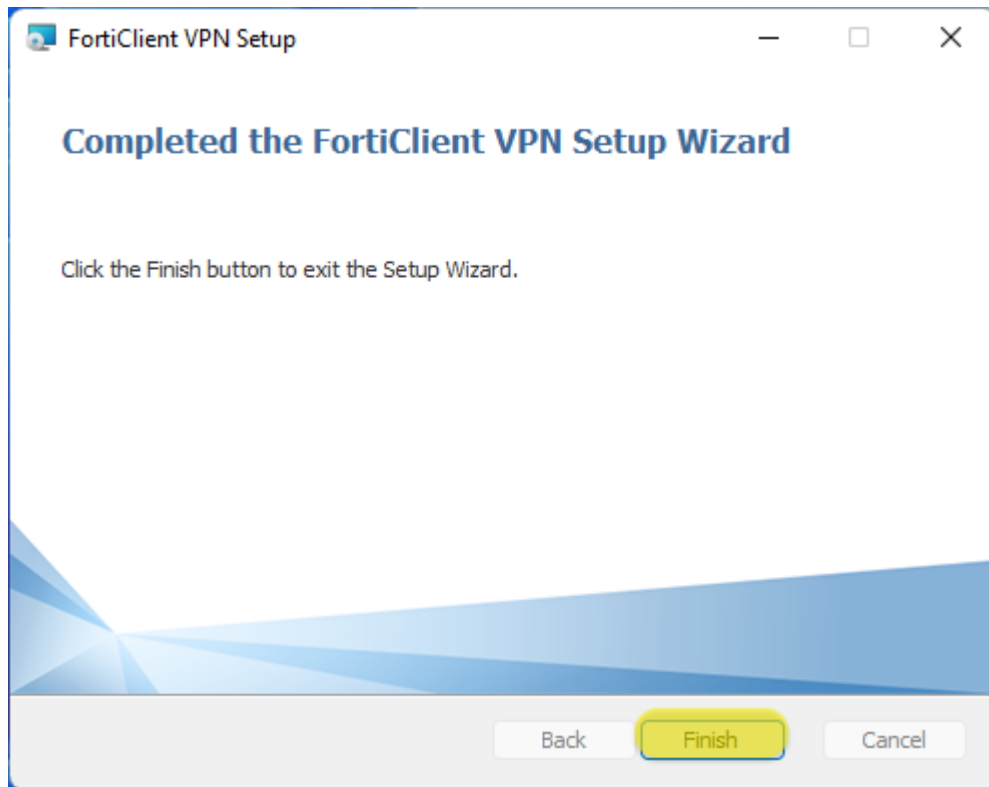 FortiClient VPN Setup
Completed the FortiClient VPN Setup Wizard
Click the Finish button to exit the Setup Wizard.
Back Finish Cancel